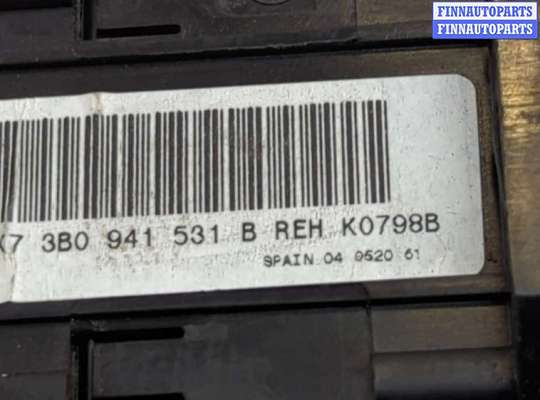 FINNAUTOPARTS
FINNAUTOPARTS
X7 3B0 941 531 B REH K0798B
SPAIN 04 0520 61